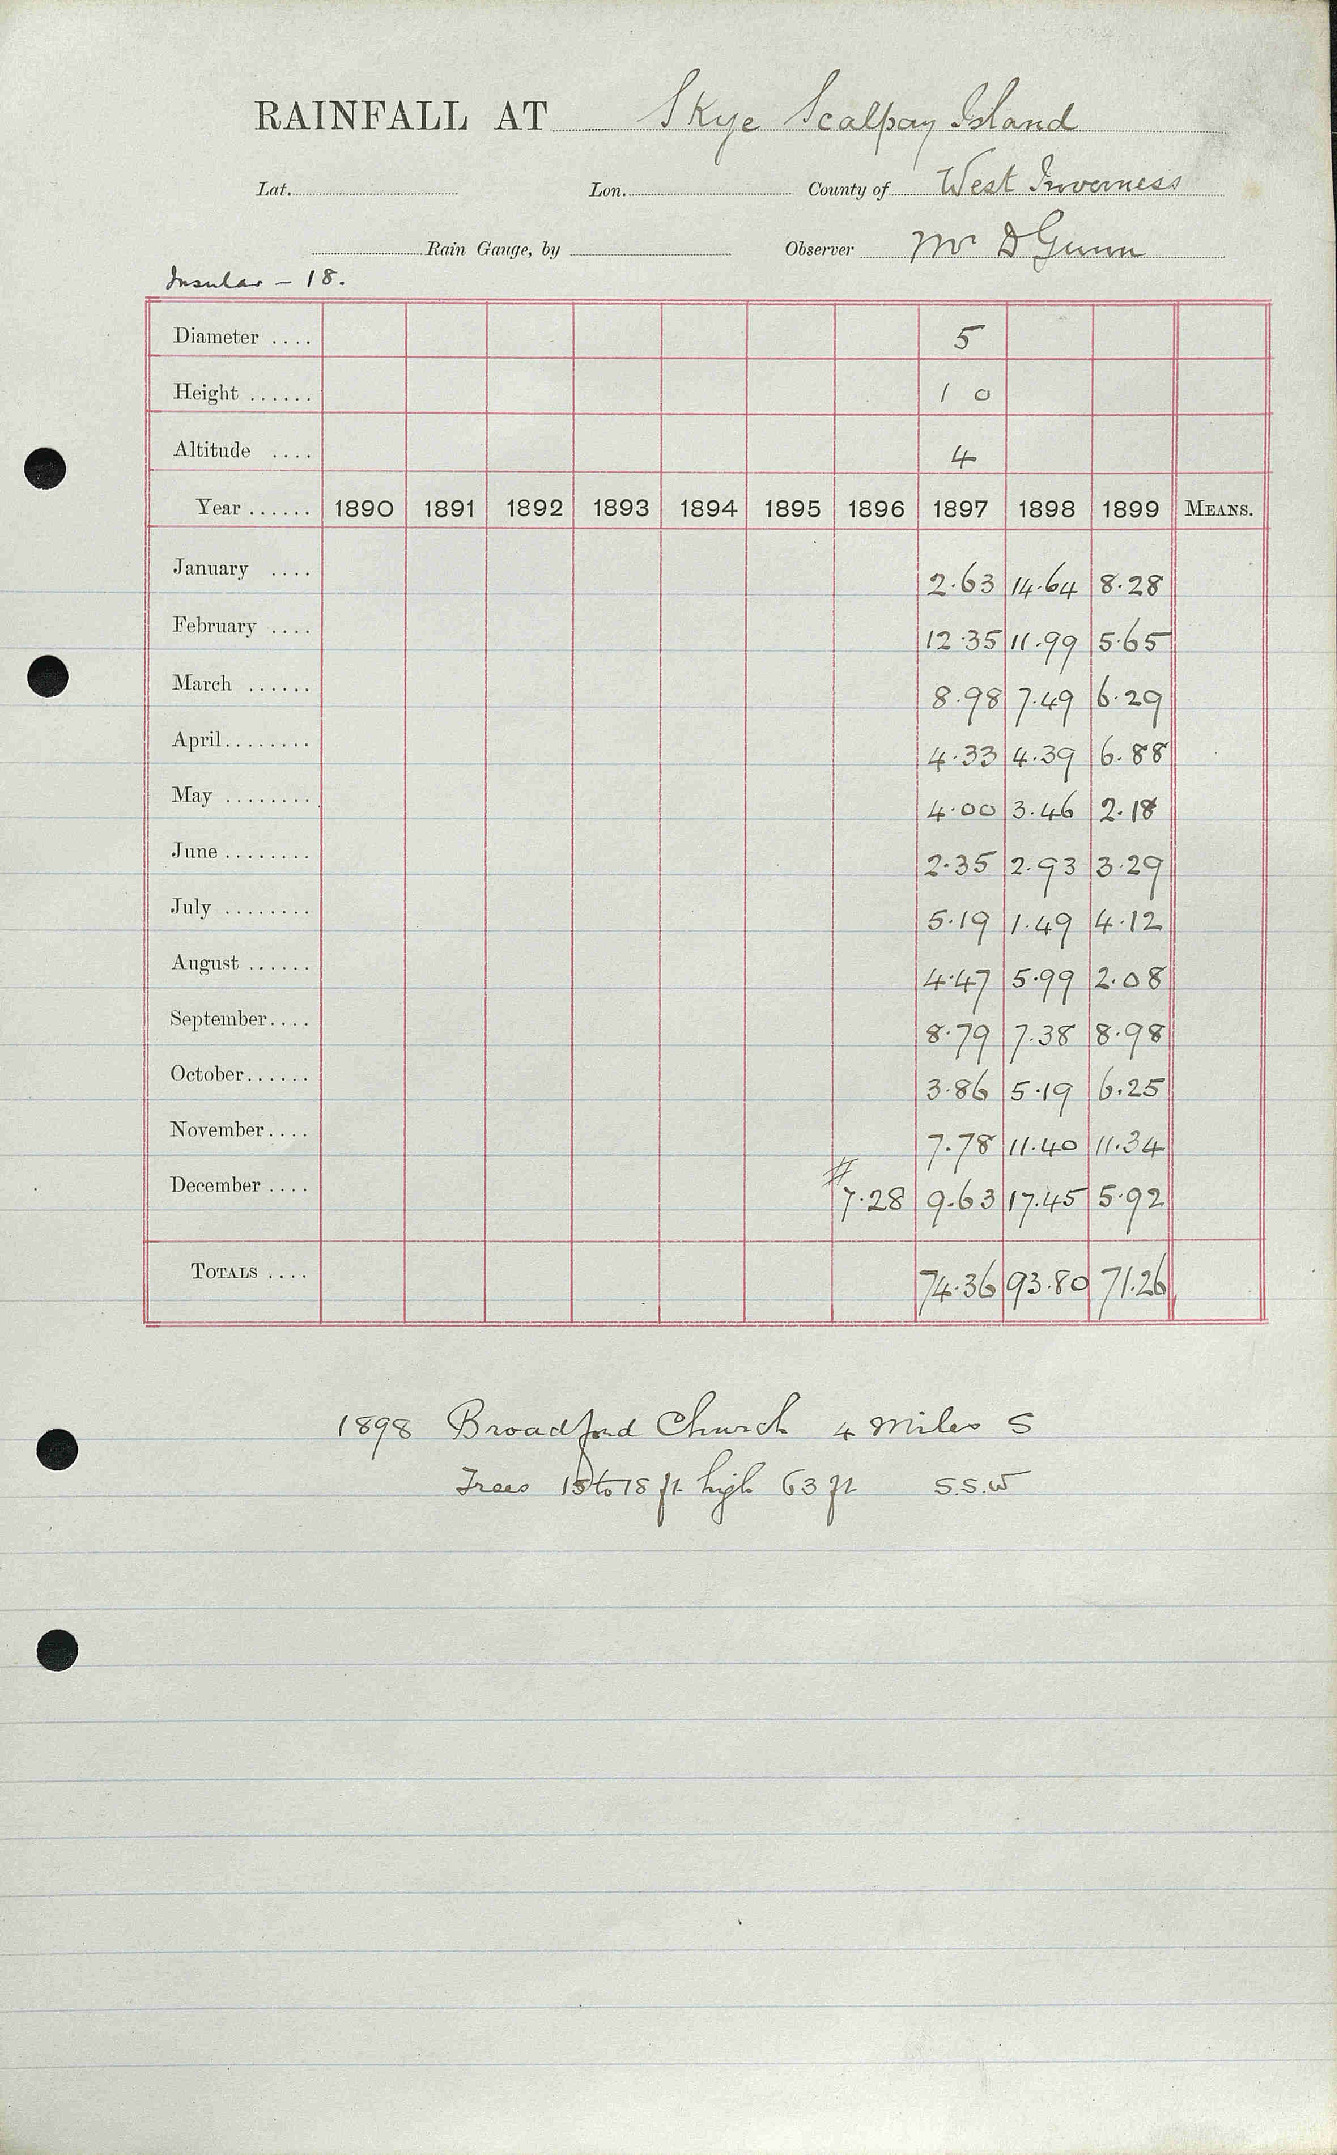 RAINFALL AT Skye Scalpay Island
Lat. Lon. County of West Inverness
Rain Gauge, by Observer Mr D Gunn
Insular - 18.
Diameter .... 5
Height ...... 1 0
Altitude .... 4
Year ...... 1890 1891 1892 1893 1894 1895 1896 1897 1898 1899 MEANS.
January .... 2.63 14.64 8.28
February .... 12.35 11.99 5.65
March ...... 8.98 7.49 6.29
April........ 4.33 4.39 6.88
May ........ 4.00 3.46 2.18
June ........ 2.35 2.93 3.29
July ........ 5.19 1.49 4.12
August ...... 4.47 5.99 2.08
September.... 8.79 7.38 8.98
October...... 3.86 5.19 6.25
November.... 7.78 11.40 11.34
December .... #7.28 9.63 17.45 5.92
TOTALS .... 74.36 93.80 71.26
1898 Broadford Church 4 miles S
Trees 15 to 18 ft high 63 ft S.S.W